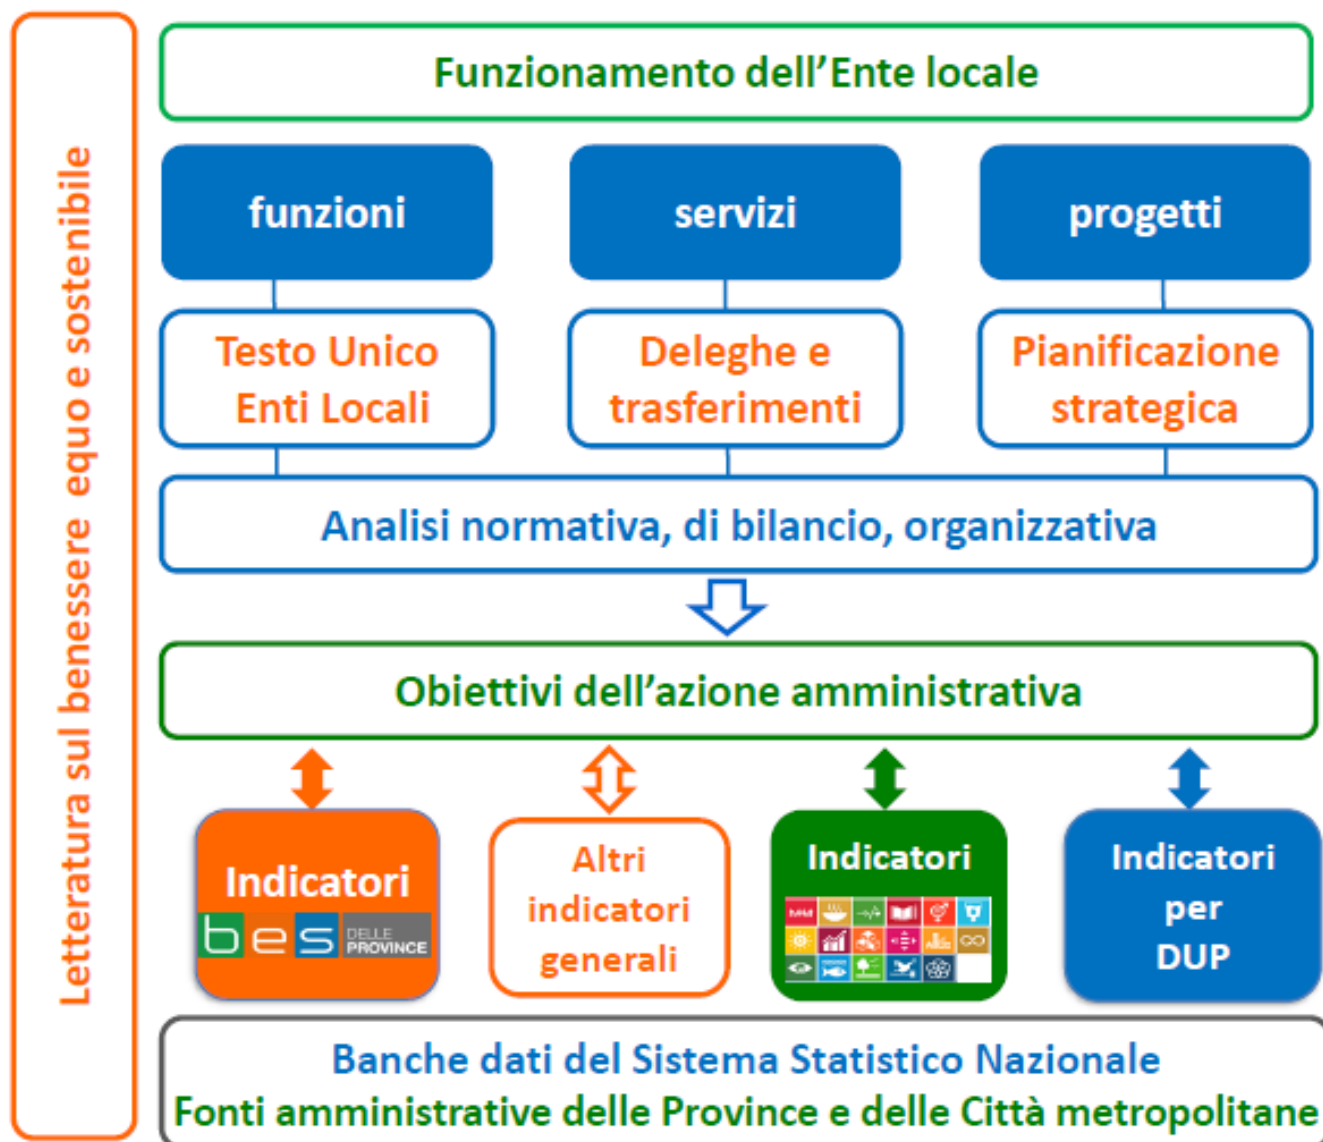 Letteratura sul benessere equo e sostenibile
Funzionamento dell’Ente locale
funzioni
servizi
progetti
Testo Unico
Enti Locali
Deleghe e
trasferimenti
Pianificazione
strategica
Analisi normativa, di bilancio, organizzativa
Obiettivi dell’azione amministrativa
Indicatori
bes DELLE
PROVINCE
Altri
indicatori
generali
Indicatori
Indicatori
per
DUP
Banche dati del Sistema Statistico Nazionale
Fonti amministrative delle Province e delle Città metropolitane